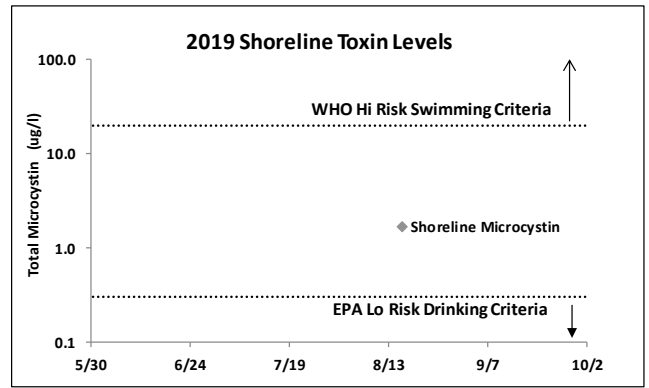 2019 Shoreline Toxin Levels
100.0
WHO Hi Risk Swimming Criteria
10.0
Total Microcystin (ug/l)
Shoreline Microcystin
1.0
EPA Lo Risk Drinking Criteria
0.1
5/30 6/24 7/19 8/13 9/7 10/2